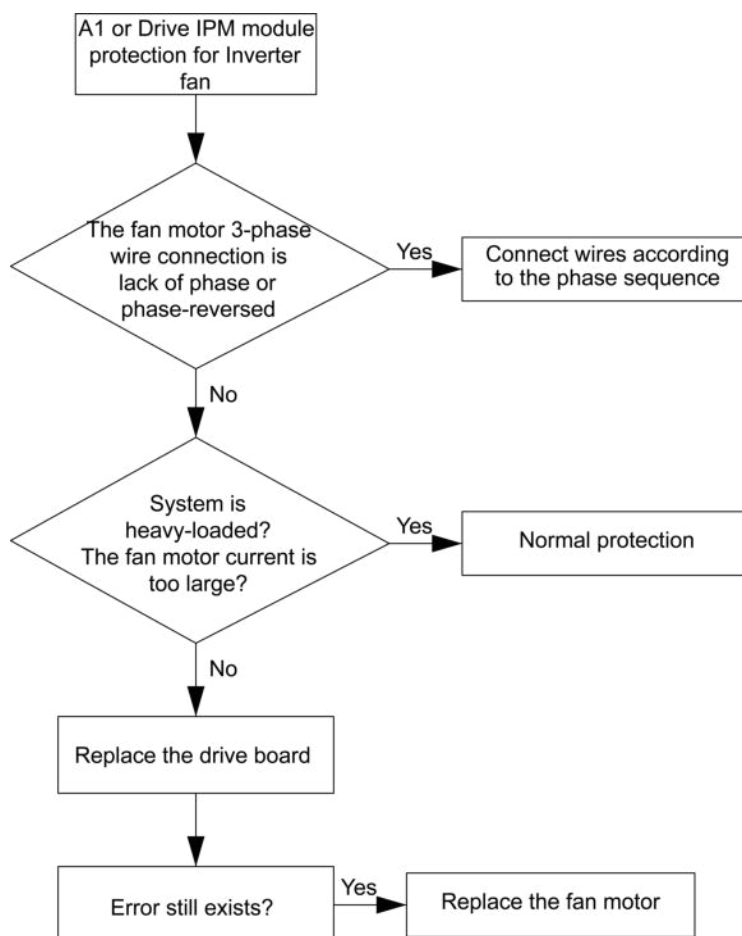 A1 or Drive IPM module
protection for Inverter
fan
The fan motor 3-phase
wire connection is
lack of phase or
phase-reversed
Yes
Connect wires according
to the phase sequence
No
System is
heavy-loaded?
The fan motor current is
too large?
Yes
Normal protection
No
Replace the drive board
Error still exists?
Yes
Replace the fan motor